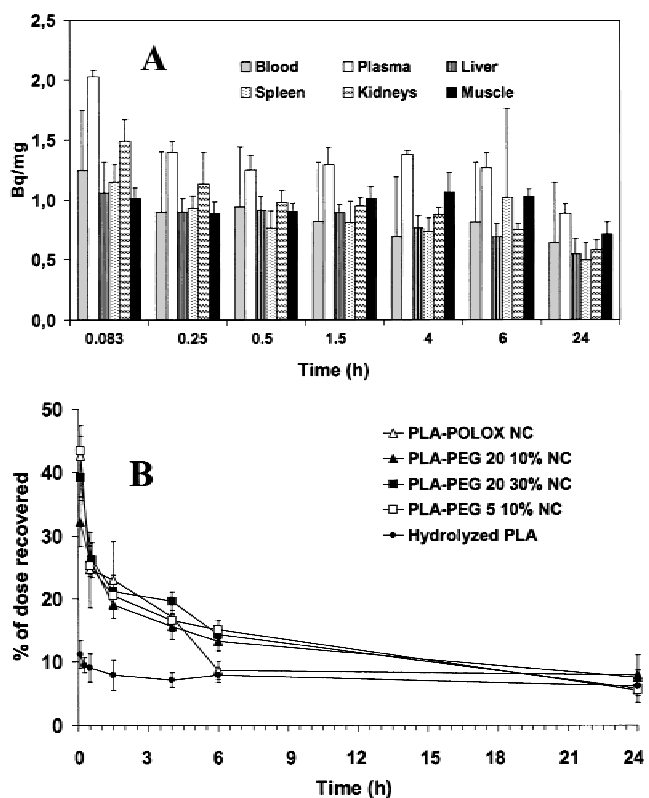 2,5
2,0
1,5
1,0
0,5
0,0
Bq/mg
A
Blood Plasma Liver
Spleen Kidneys Muscle
0.083 0.25 0.5 1.5 4 6 24
Time (h)
50
40
30
20
10
0
% of dose recovered
B
PLA-POLOX NC
PLA-PEG 20 10% NC
PLA-PEG 20 30% NC
PLA-PEG 5 10% NC
Hydrolyzed PLA
0 3 6 9 12 15 18 21 24
Time (h)